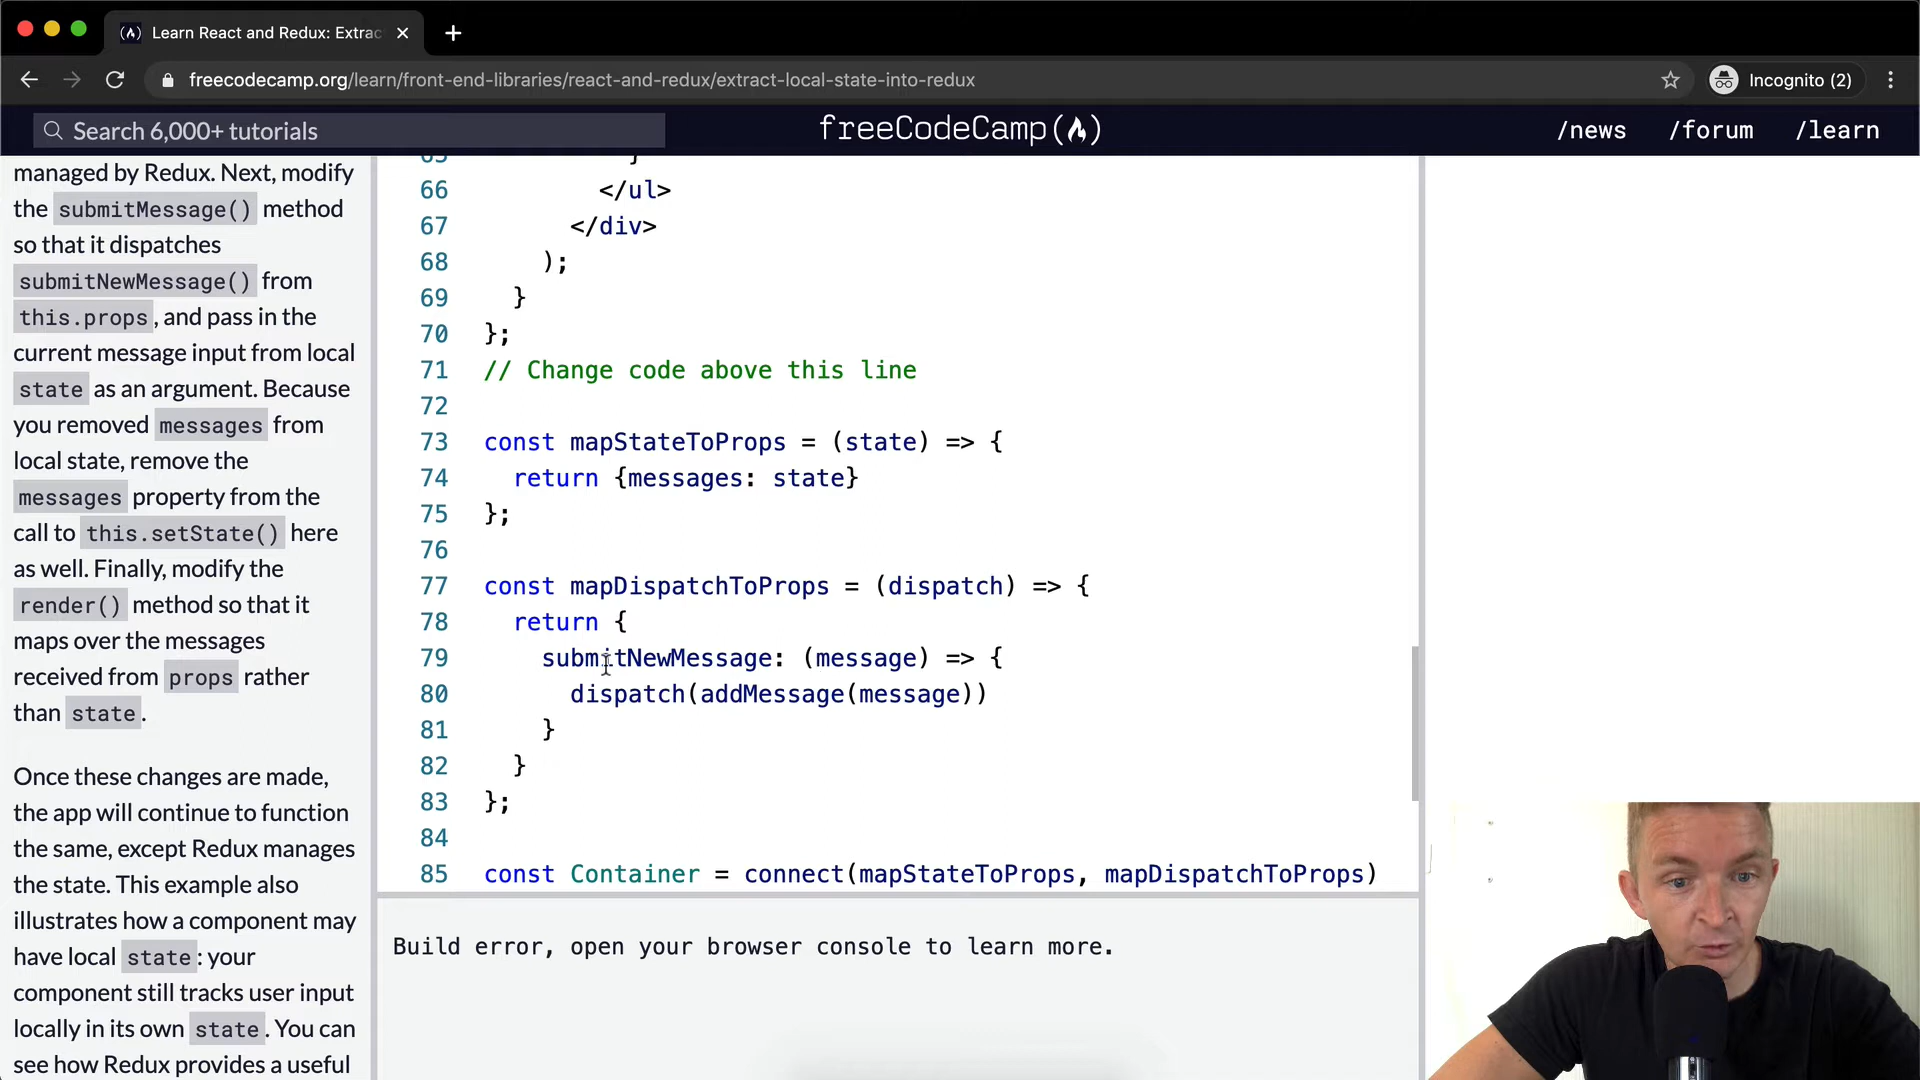 Learn React and Redux: Extrac
freecodecamp.org/learn/front-end-libraries/react-and-redux/extract-local-state-into-redux
Incognito (2)
Search 6,000+ tutorials
freeCodeCamp(🔥)
/news /forum /learn
managed by Redux. Next, modify
the submitMessage() method
so that it dispatches
submitNewMessage() from
this.props, and pass in the
current message input from local
state as an argument. Because
you removed messages from
local state, remove the
messages property from the
call to this.setState() here
as well. Finally, modify the
render() method so that it
maps over the messages
received from props rather
than state.
Once these changes are made,
the app will continue to function
the same, except Redux manages
the state. This example also
illustrates how a component may
have local state: your
component still tracks user input
locally in its own state. You can
see how Redux provides a useful
65 }
66 </ul>
67 </div>
68 );
69 }
70 };
71 // Change code above this line
72
73 const mapStateToProps = (state) => {
74 return {messages: state}
75 };
76
77 const mapDispatchToProps = (dispatch) => {
78 return {
79 submitNewMessage: (message) => {
80 dispatch(addMessage(message))
81 }
82 }
83 };
84
85 const Container = connect(mapStateToProps, mapDispatchToProps)
Build error, open your browser console to learn more.